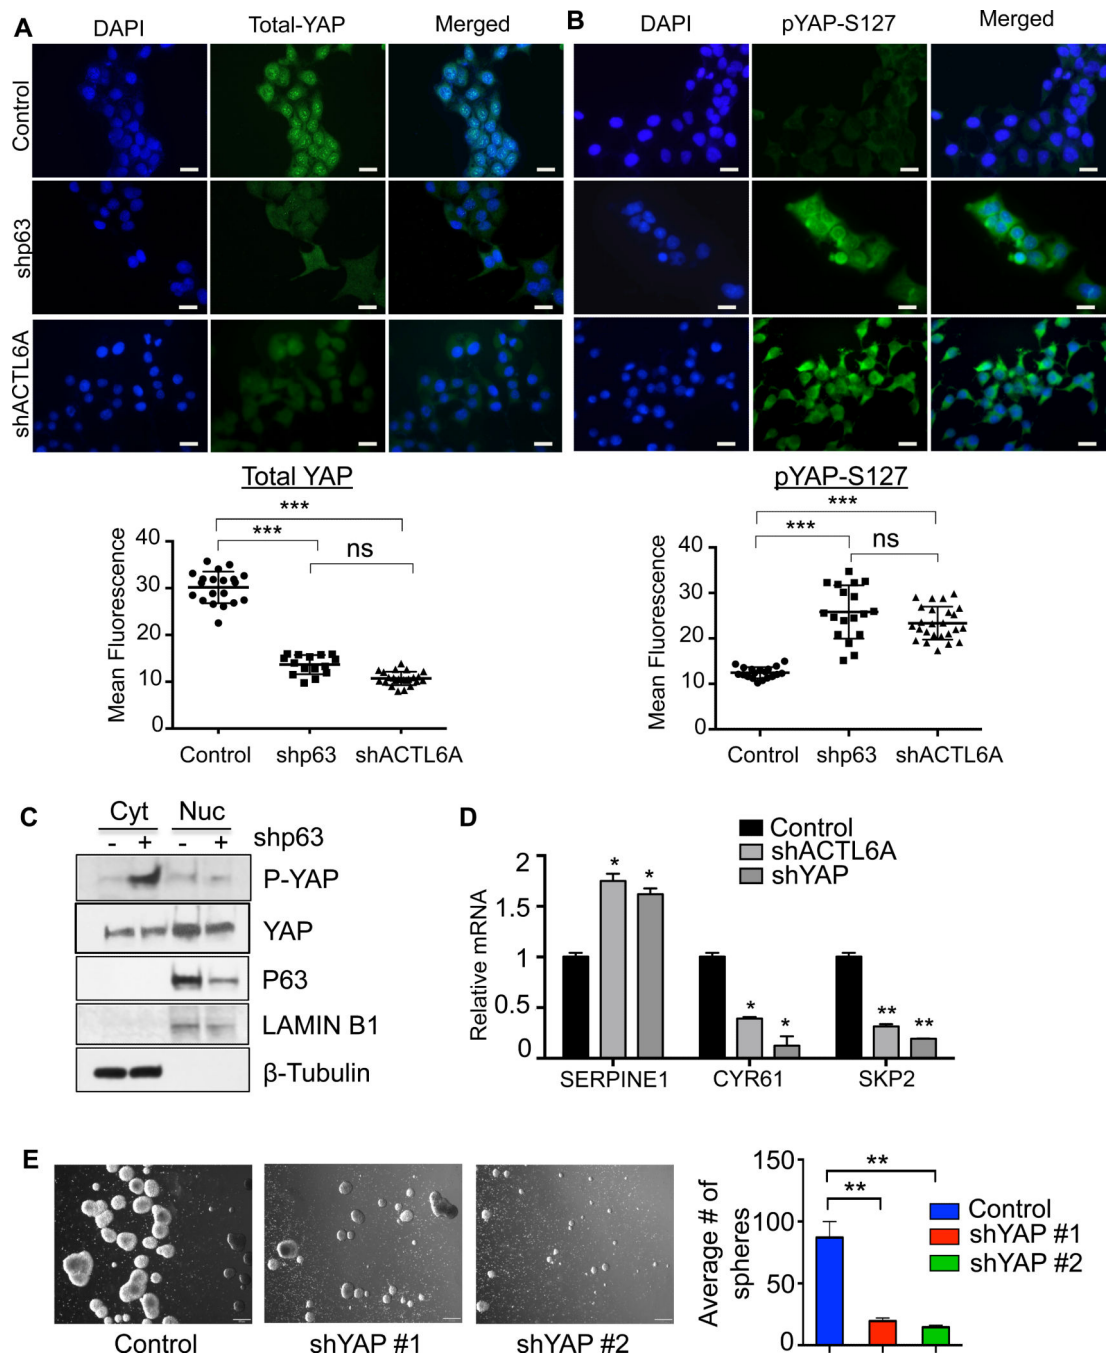 A
DAPI
Total-YAP
Merged
B
DAPI
pYAP-S127
Merged
Control
shp63
shACTL6A
Total YAP
***
***
ns
Mean Fluorescence
40
30
20
10
0
Control
shp63
shACTL6A
pYAP-S127
***
***
ns
Mean Fluorescence
40
30
20
10
0
Control
shp63
shACTL6A
C
Cyt
Nuc
- + - + shp63
P-YAP
YAP
P63
LAMIN B1
β-Tubulin
D
Control
shACTL6A
shYAP
Relative mRNA
2
1.5
1
0.5
0
* *
* *
** **
SERPINE1
CYR61
SKP2
E
Control
shYAP #1
shYAP #2
Average # of
spheres
150
100
50
0
**
**
Control
shYAP #1
shYAP #2